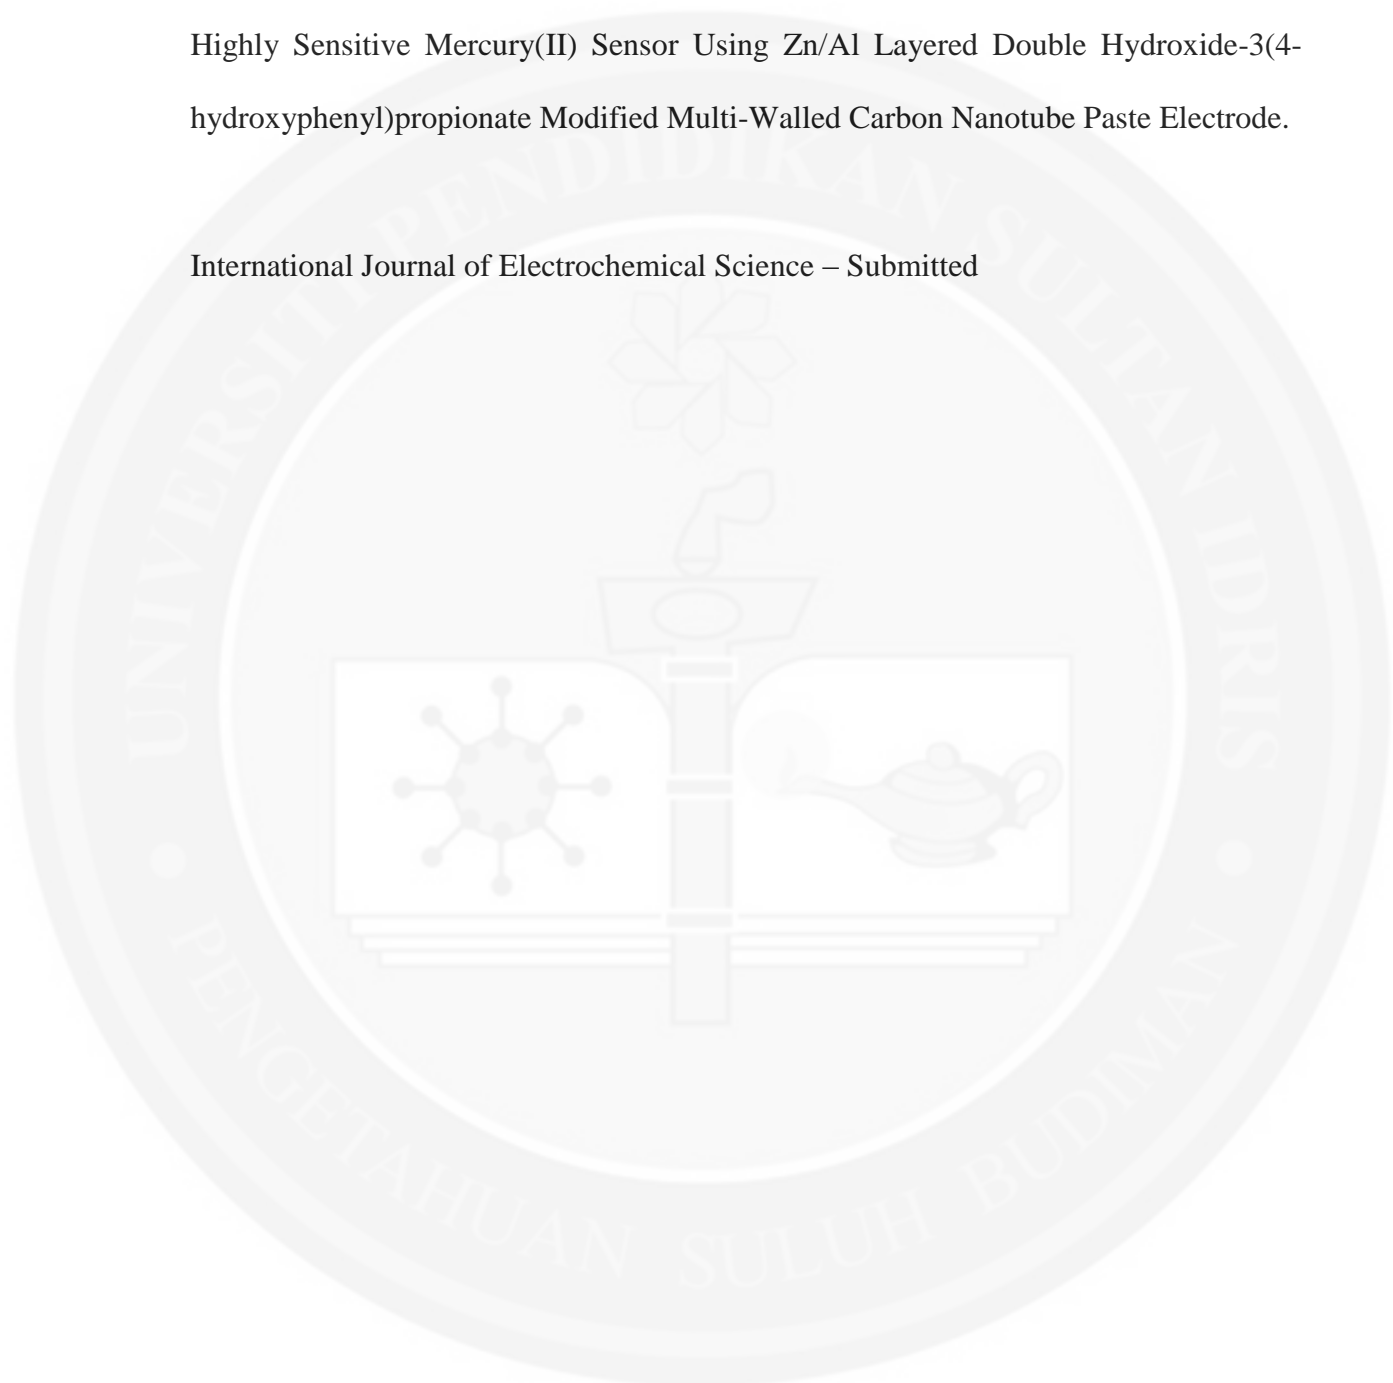 Highly Sensitive Mercury(II) Sensor Using Zn/Al Layered Double Hydroxide-3(4-
hydroxyphenyl)propionate Modified Multi-Walled Carbon Nanotube Paste Electrode.
International Journal of Electrochemical Science – Submitted
UNIVERSITI PENDIDIKAN SULTAN IDRIS
PENGETAHUAN SULUH BUDIMAN